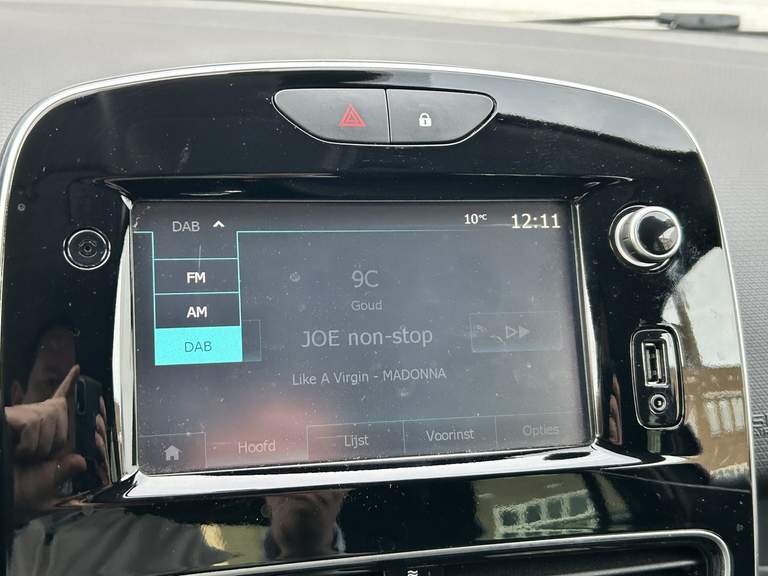 DAB
10°C 12:11
FM
AM
DAB
9C
Goud
JOE non-stop
Like A Virgin - MADONNA
Hoofd Lijst Voorinst Opties